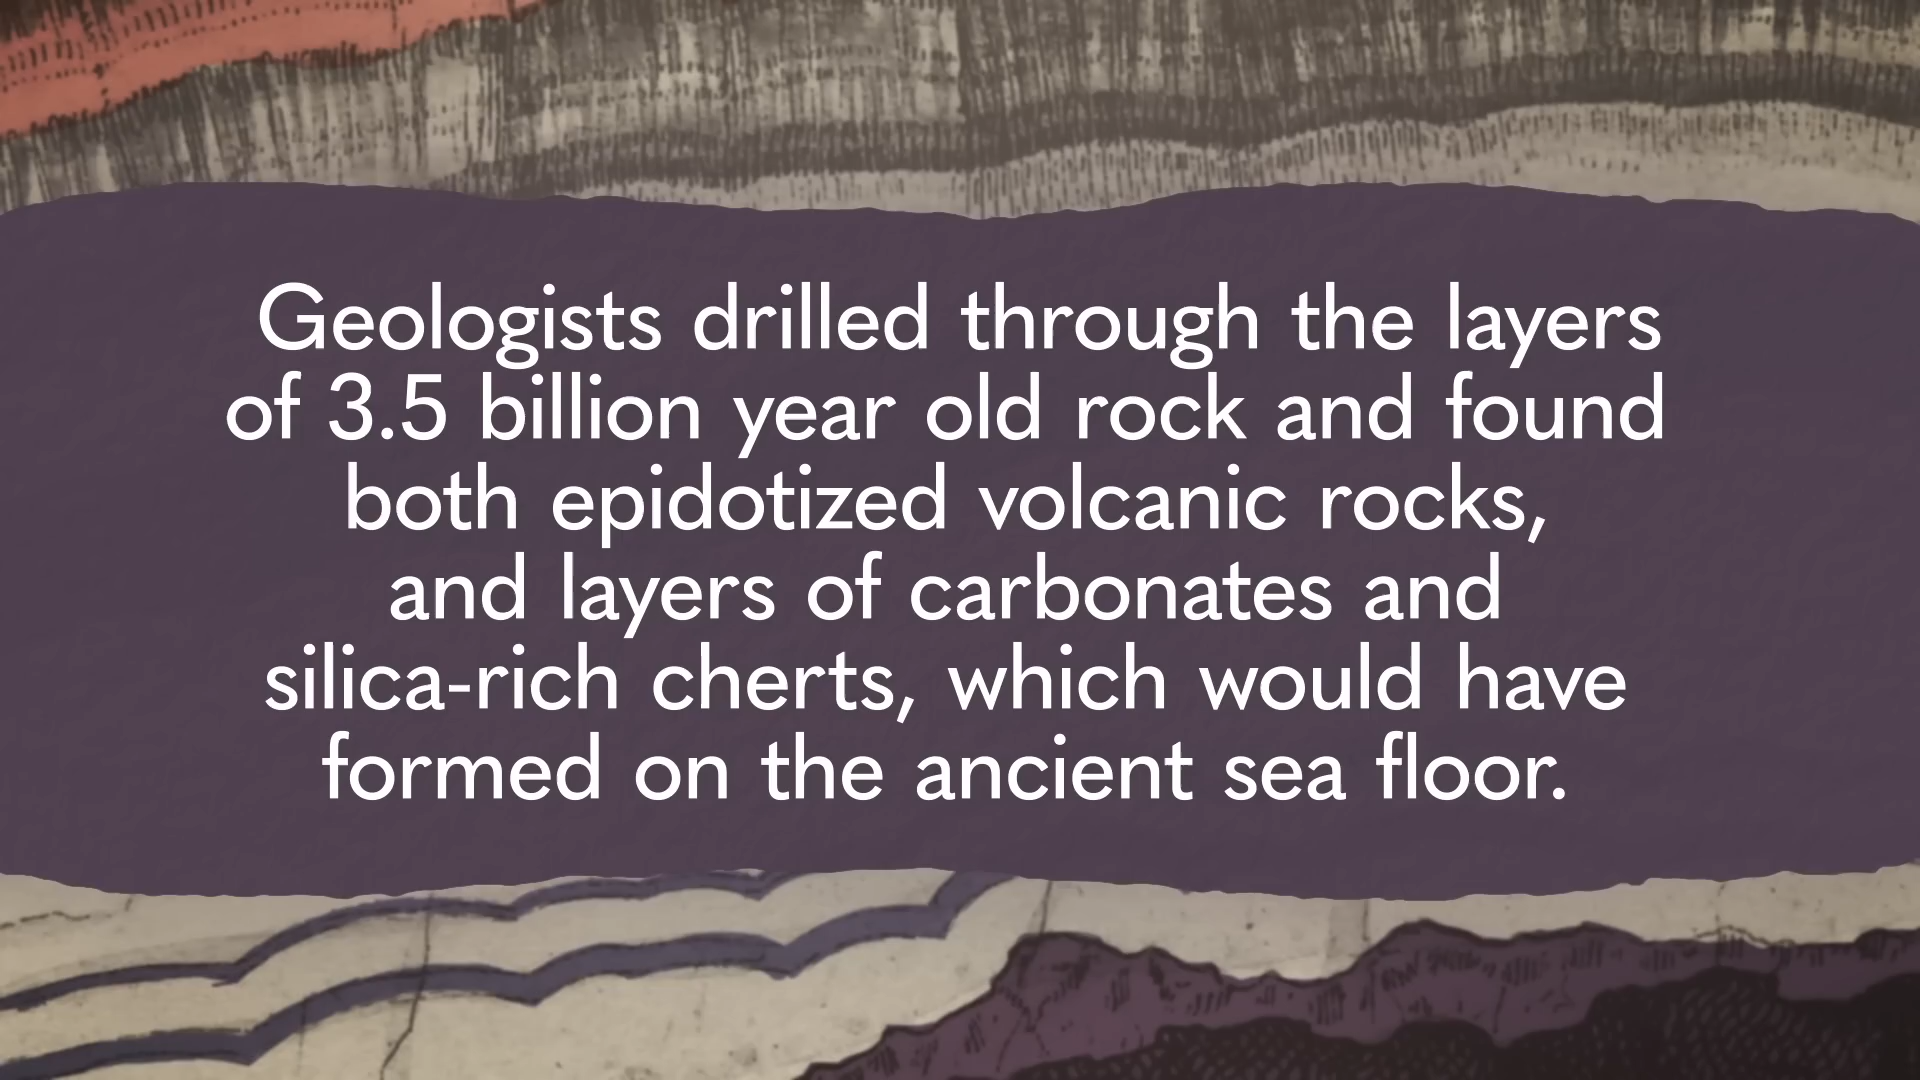 Geologists drilled through the layers
of 3.5 billion year old rock and found
both epidotized volcanic rocks,
and layers of carbonates and
silica-rich cherts, which would have
formed on the ancient sea floor.